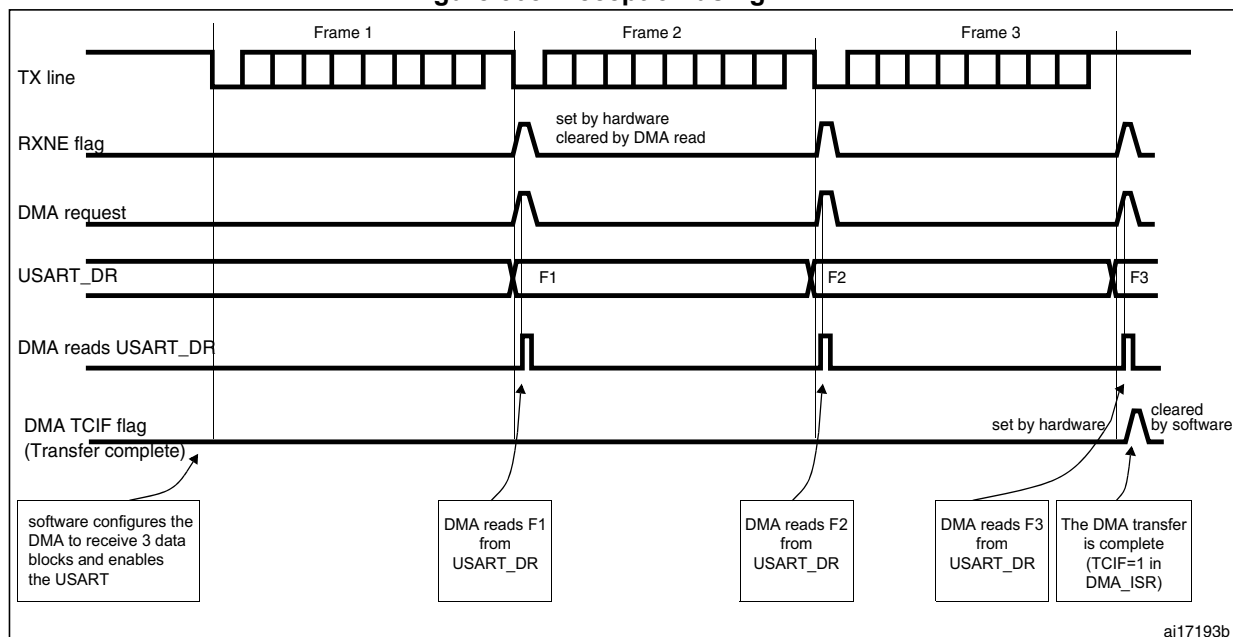 Frame 1
Frame 2
Frame 3
TX line
set by hardware
cleared by DMA read
RXNE flag
DMA request
USART_DR
F1
F2
F3
DMA reads USART_DR
DMA TCIF flag
(Transfer complete)
set by hardware
cleared
by software
software configures the
DMA to receive 3 data
blocks and enables
the USART
DMA reads F1
from
USART_DR
DMA reads F2
from
USART_DR
DMA reads F3
from
USART_DR
The DMA transfer
is complete
(TCIF=1 in
DMA_ISR)
ai17193b